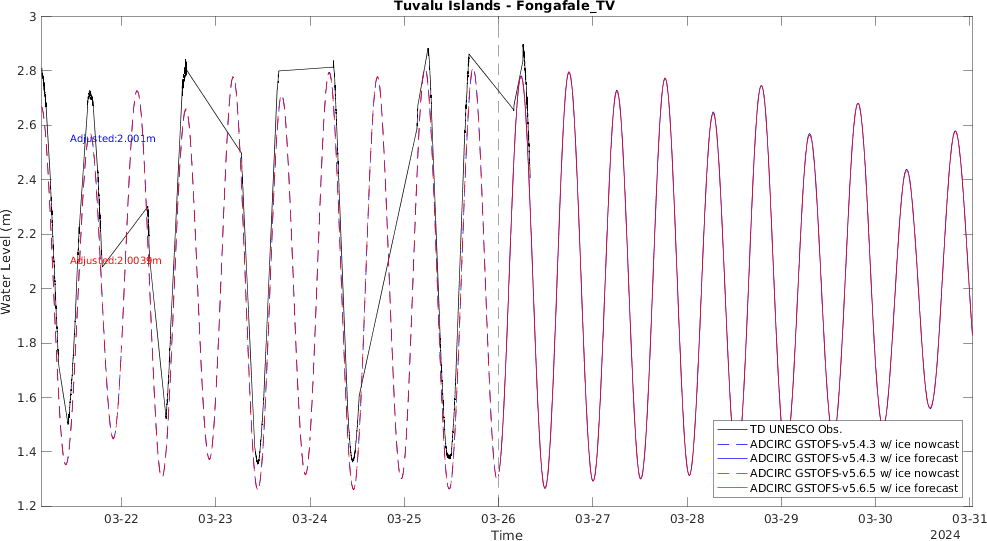 Tuvalu Islands - Fongafale_TV
3
2.8
2.6
2.4
2.2
2
1.8
1.6
1.4
1.2
Water Level (m)
Adjusted:2.001m
Adjusted:2.0039m
TD UNESCO Obs.
ADCIRC GSTOFS-v5.4.3 w/ ice nowcast
ADCIRC GSTOFS-v5.4.3 w/ ice forecast
ADCIRC GSTOFS-v5.6.5 w/ ice nowcast
ADCIRC GSTOFS-v5.6.5 w/ ice forecast
03-22 03-23 03-24 03-25 03-26 03-27 03-28 03-29 03-30 03-31
Time
2024